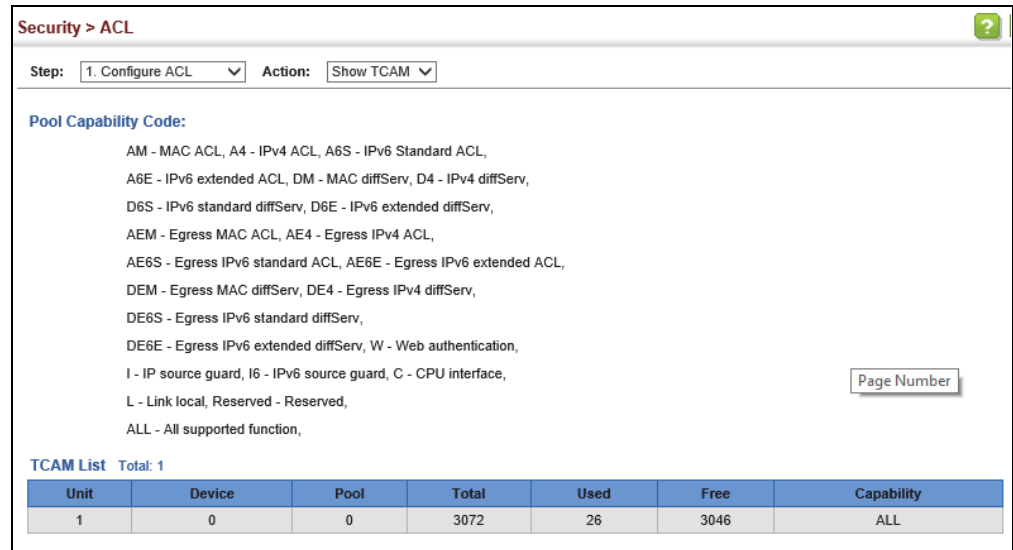 Security > ACL
?
Step: 1. Configure ACL Action: Show TCAM
Pool Capability Code:
AM - MAC ACL, A4 - IPv4 ACL, A6S - IPv6 Standard ACL,
A6E - IPv6 extended ACL, DM - MAC diffServ, D4 - IPv4 diffServ,
D6S - IPv6 standard diffServ, D6E - IPv6 extended diffServ,
AEM - Egress MAC ACL, AE4 - Egress IPv4 ACL,
AE6S - Egress IPv6 standard ACL, AE6E - Egress IPv6 extended ACL,
DEM - Egress MAC diffServ, DE4 - Egress IPv4 diffServ,
DE6S - Egress IPv6 standard diffServ,
DE6E - Egress IPv6 extended diffServ, W - Web authentication,
I - IP source guard, I6 - IPv6 source guard, C - CPU interface,
Page Number
L - Link local, Reserved - Reserved,
ALL - All supported function,
TCAM List Total: 1
Unit Device Pool Total Used Free Capability
1 0 0 3072 26 3046 ALL